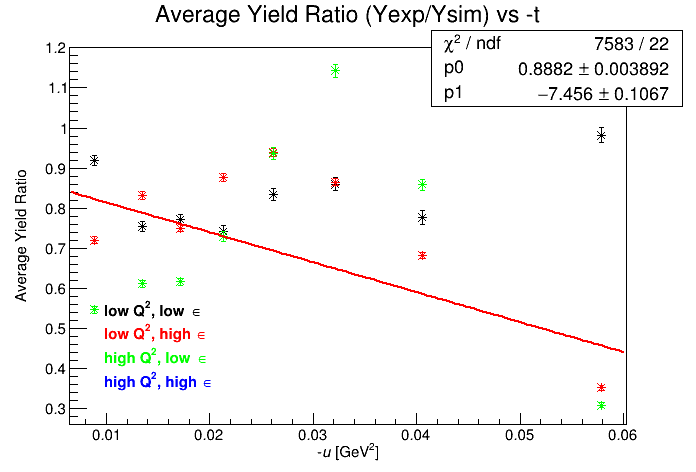 Average Yield Ratio (Yexp/Ysim) vs -t
χ² / ndf 7583 / 22
p0 0.8882 ± 0.003892
p1 −7.456 ± 0.1067
1.2
1.1
1
0.9
0.8
0.7
0.6
0.5
0.4
0.3
Average Yield Ratio
low Q², low ∈
low Q², high ∈
high Q², low ∈
high Q², high ∈
0.01 0.02 0.03 0.04 0.05 0.06
-u [GeV²]